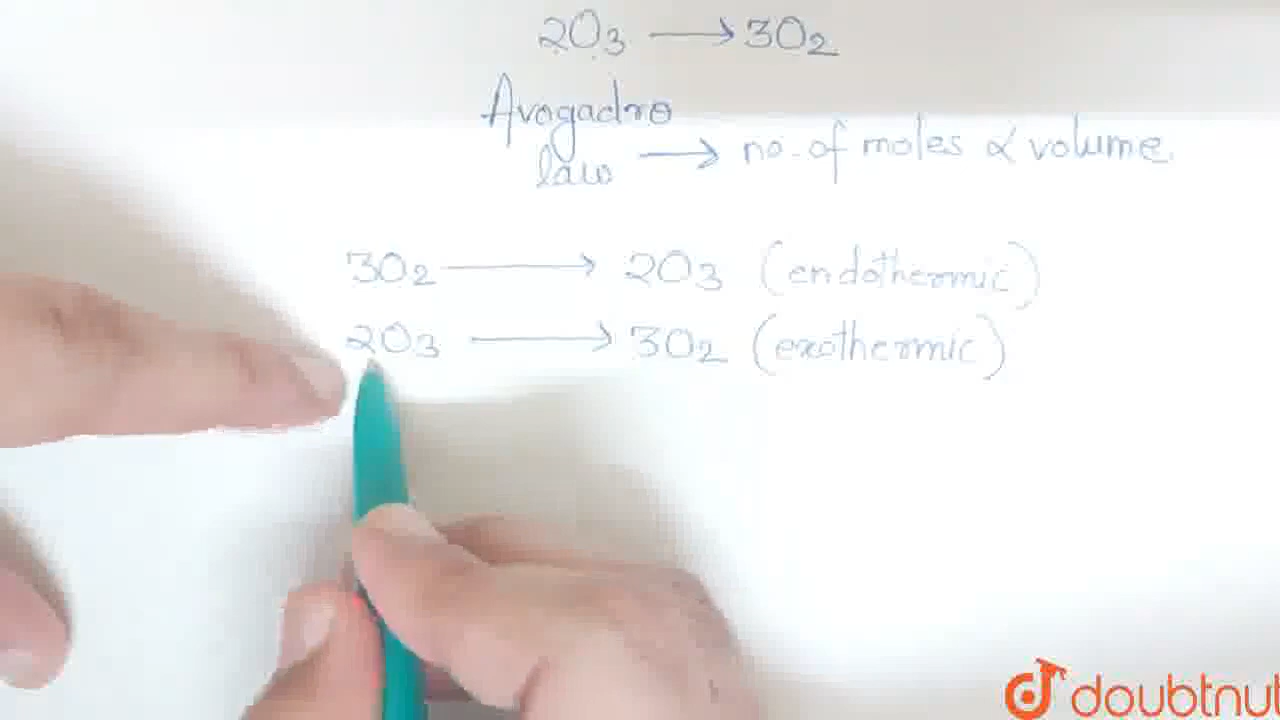 2O₃ → 3O₂
Avogadro
law → no. of moles ∝ volume
3O₂ → 2O₃ (endothermic)
2O₃ → 3O₂ (exothermic)
doubtnut